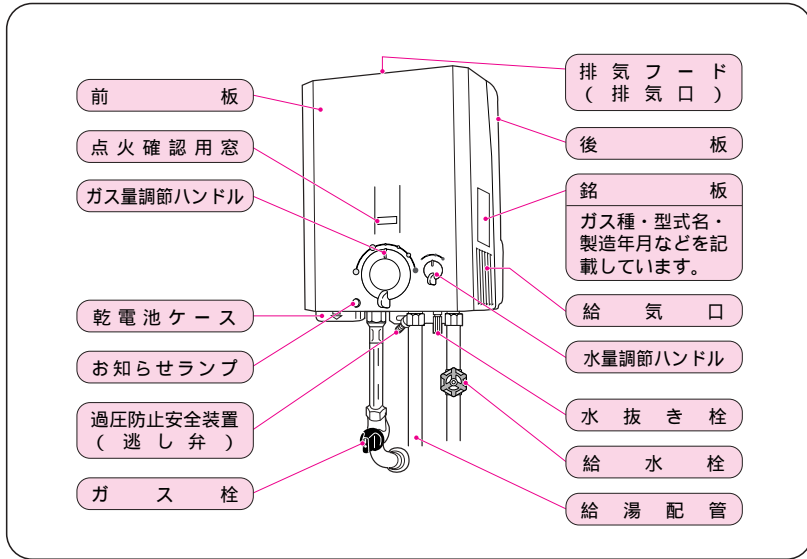 前板
点火確認用窓
ガス量調節ハンドル
乾電池ケース
お知らせランプ
過圧防止安全装置
(逃し弁)
ガス栓
排気フード
(排気口)
後板
銘板
ガス種・型式名・
製造年月などを記
載しています。
給気口
水量調節ハンドル
水抜き栓
給水栓
給湯配管